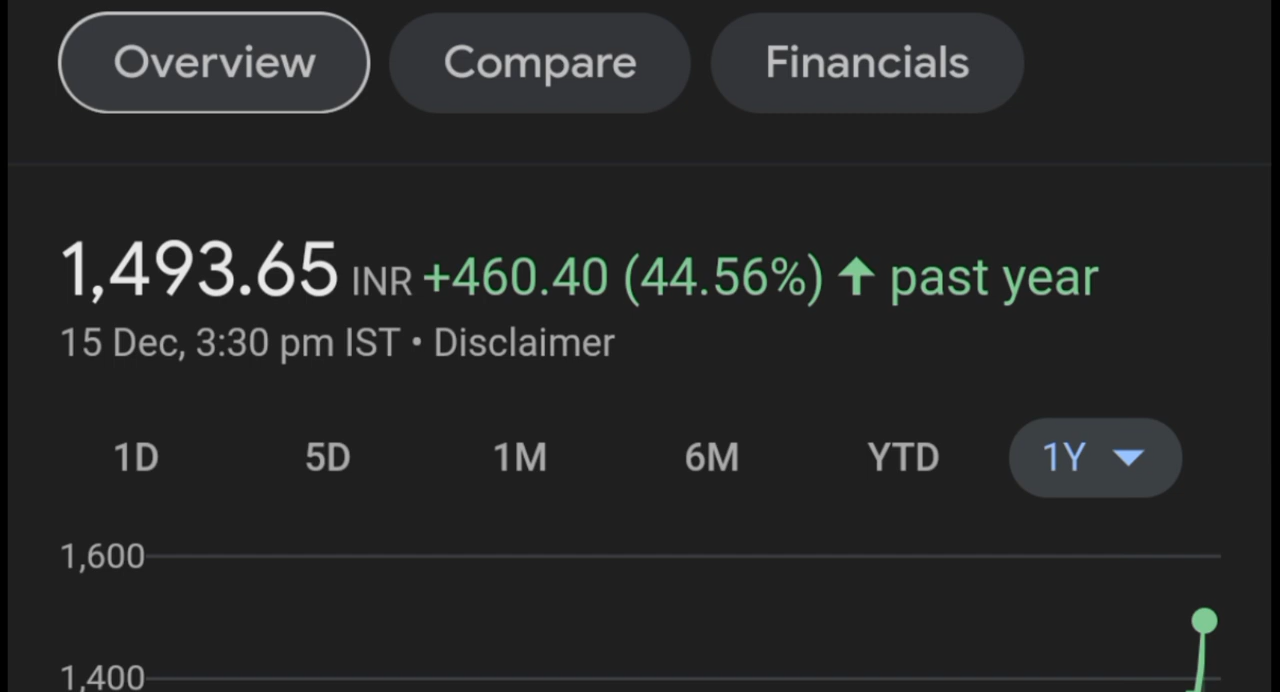 Overview Compare Financials
1,493.65 INR +460.40 (44.56%) ↑ past year
15 Dec, 3:30 pm IST • Disclaimer
1D 5D 1M 6M YTD 1Y
1,600
1,400